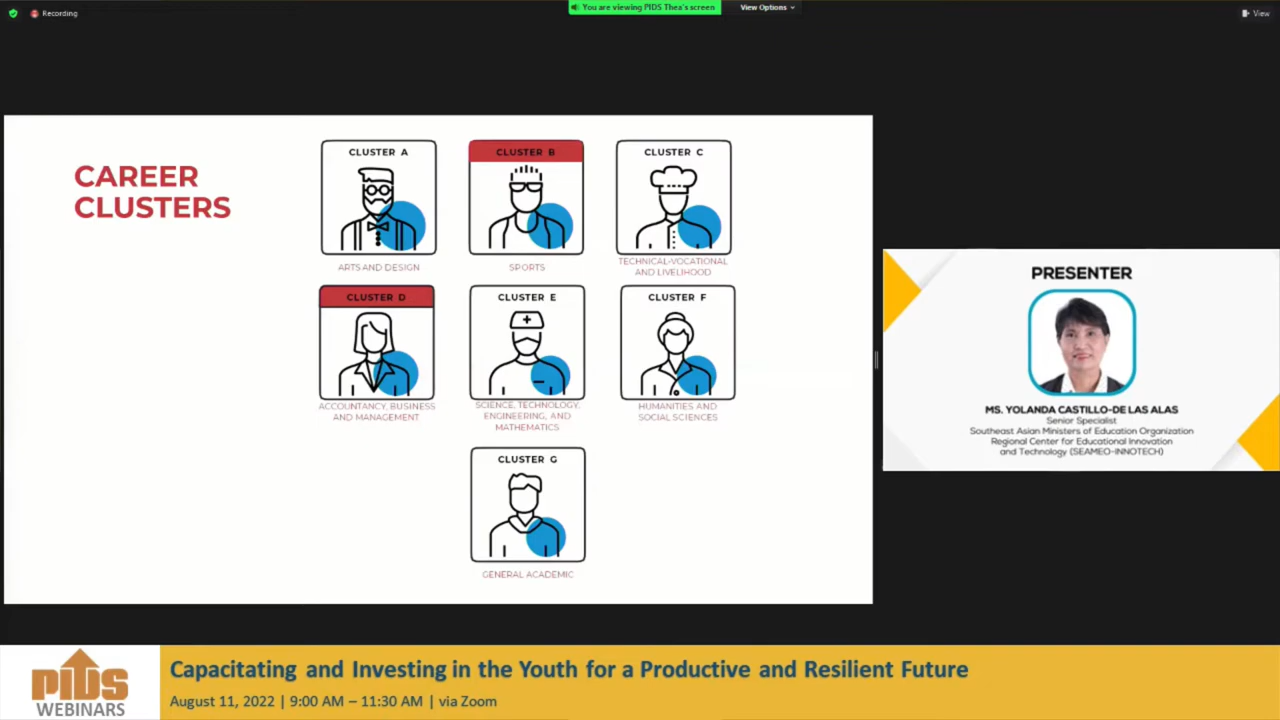 Recording
You are viewing PIDS Thea's screen
View Options
View
CAREER
CLUSTERS
CLUSTER A
ARTS AND DESIGN
CLUSTER B
SPORTS
CLUSTER C
TECHNICAL-VOCATIONAL
AND LIVELIHOOD
CLUSTER D
ACCOUNTANCY, BUSINESS
AND MANAGEMENT
CLUSTER E
SCIENCE, TECHNOLOGY,
ENGINEERING, AND
MATHEMATICS
CLUSTER F
HUMANITIES AND
SOCIAL SCIENCES
CLUSTER G
GENERAL ACADEMIC
PRESENTER
MS. YOLANDA CASTILLO-DE LAS ALAS
Senior Specialist
Southeast Asian Ministers of Education Organization
Regional Center for Educational Innovation
and Technology (SEAMEO-INNOTECH)
PIDS
WEBINARS
Capacitating and Investing in the Youth for a Productive and Resilient Future
August 11, 2022 | 9:00 AM – 11:30 AM | via Zoom